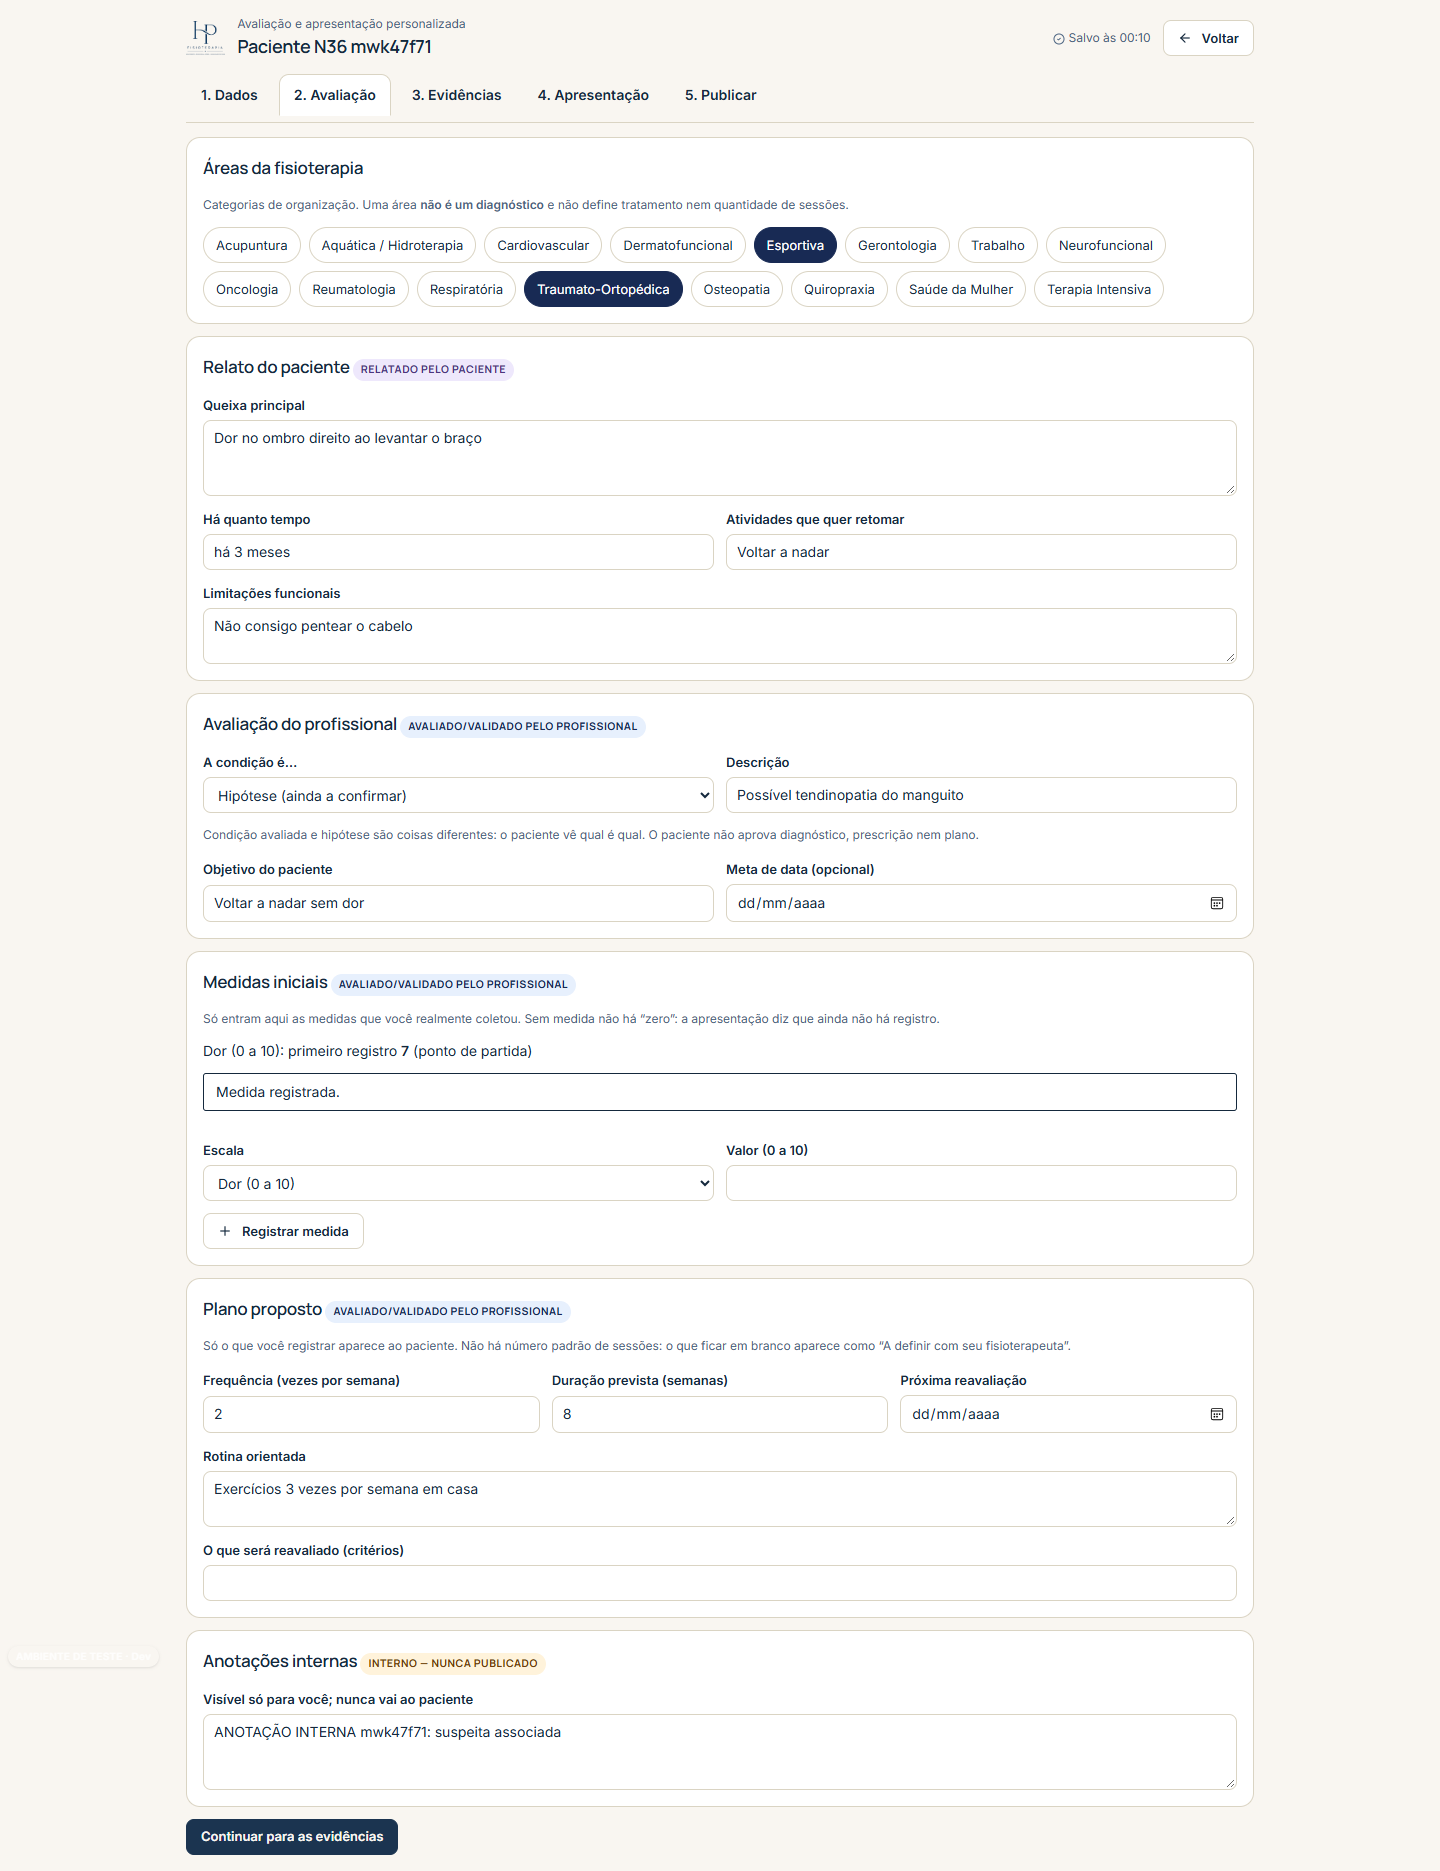 HP
FISIOTERAPIA
Avaliação e apresentação personalizada
Paciente N36 mwk47f71
Salvo às 00:10
Voltar
1. Dados
2. Avaliação
3. Evidências
4. Apresentação
5. Publicar
Áreas da fisioterapia
Categorias de organização. Uma área não é um diagnóstico e não define tratamento nem quantidade de sessões.
Acupuntura
Aquática / Hidroterapia
Cardiovascular
Dermatofuncional
Esportiva
Gerontologia
Trabalho
Neurofuncional
Oncologia
Reumatologia
Respiratória
Traumato-Ortopédica
Osteopatia
Quiropraxia
Saúde da Mulher
Terapia Intensiva
Relato do paciente RELATADO PELO PACIENTE
Queixa principal
Dor no ombro direito ao levantar o braço
Há quanto tempo
há 3 meses
Atividades que quer retomar
Voltar a nadar
Limitações funcionais
Não consigo pentear o cabelo
Avaliação do profissional AVALIADO/VALIDADO PELO PROFISSIONAL
A condição é...
Hipótese (ainda a confirmar)
Descrição
Possível tendinopatia do manguito
Condição avaliada e hipótese são coisas diferentes: o paciente vê qual é qual. O paciente não aprova diagnóstico, prescrição nem plano.
Objetivo do paciente
Voltar a nadar sem dor
Meta de data (opcional)
dd/mm/aaaa
Medidas iniciais AVALIADO/VALIDADO PELO PROFISSIONAL
Só entram aqui as medidas que você realmente coletou. Sem medida não há “zero”: a apresentação diz que ainda não há registro.
Dor (0 a 10): primeiro registro 7 (ponto de partida)
Medida registrada.
Escala
Dor (0 a 10)
Valor (0 a 10)
+ Registrar medida
Plano proposto AVALIADO/VALIDADO PELO PROFISSIONAL
Só o que você registrar aparece ao paciente. Não há número padrão de sessões: o que ficar em branco aparece como “A definir com seu fisioterapeuta”.
Frequência (vezes por semana)
2
Duração prevista (semanas)
8
Próxima reavaliação
dd/mm/aaaa
Rotina orientada
Exercícios 3 vezes por semana em casa
O que será reavaliado (critérios)
AMBIENTE DE TESTE
Anotações internas INTERNO — NUNCA PUBLICADO
Visível só para você; nunca vai ao paciente
ANOTAÇÃO INTERNA mwk47f71: suspeita associada
Continuar para as evidências